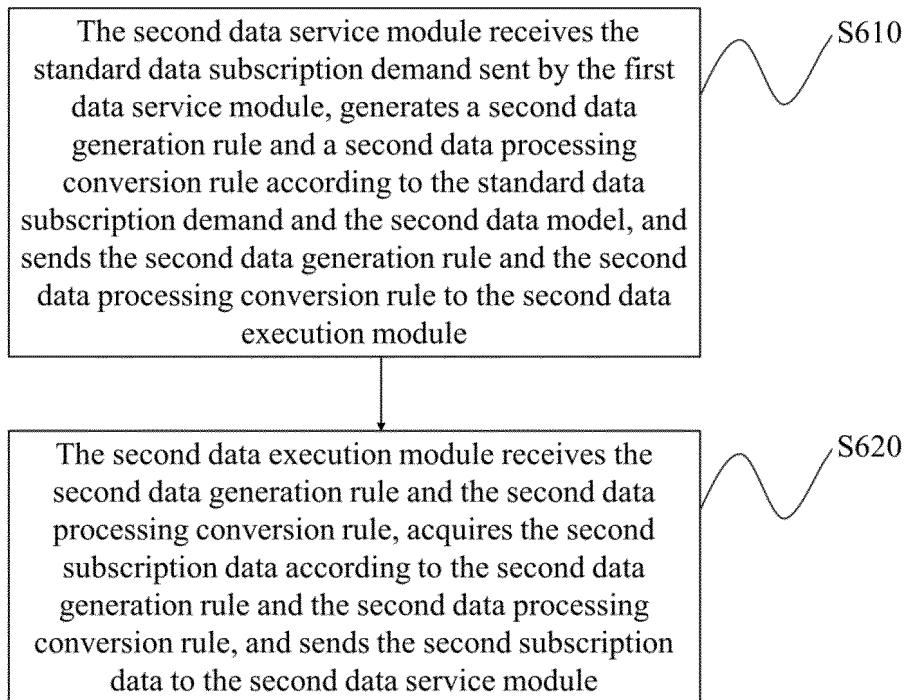 The second data service module receives the
standard data subscription demand sent by the first
data service module, generates a second data
generation rule and a second data processing
conversion rule according to the standard data
subscription demand and the second data model, and
sends the second data generation rule and the second
data processing conversion rule to the second data
execution module
S610
The second data execution module receives the
second data generation rule and the second data
processing conversion rule, acquires the second
subscription data according to the second data
generation rule and the second data processing
conversion rule, and sends the second subscription
data to the second data service module
S620